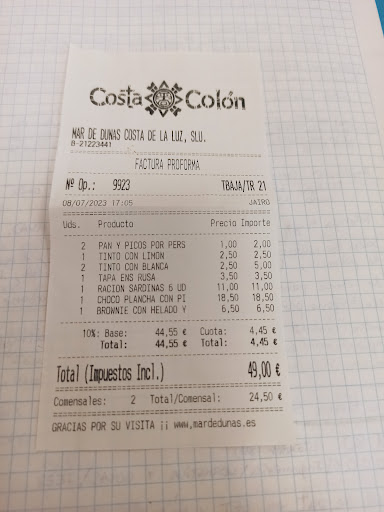 Costa Colón
MAR DE DUNAS COSTA DE LA LUZ, SLU.
B-21223441
FACTURA PROFORMA
Nº Op.: 9923 TBAJA/TR 21
08/07/2023 17:05 JAIRO
Uds. Producto Precio Importe
2 PAN Y PICOS POR PERS 1,00 2,00
1 TINTO CON LIMON 2,50 2,50
2 TINTO CON BLANCA 2,50 5,00
1 TAPA ENS RUSA 3,50 3,50
1 RACION SARDINAS 6 UD 11,00 11,00
1 CHOCO PLANCHA CON PI 18,50 18,50
1 BROWNIE CON HELADO Y 6,50 6,50
10%: Base: 44,55 € Cuota: 4,45 €
Total: 44,55 € Total: 4,45 €
Total (Impuestos Incl.) 49,00 €
Comensales: 2 Total/Comensal: 24,50 €
GRACIAS POR SU VISITA ¡¡ www.mardedunas.es